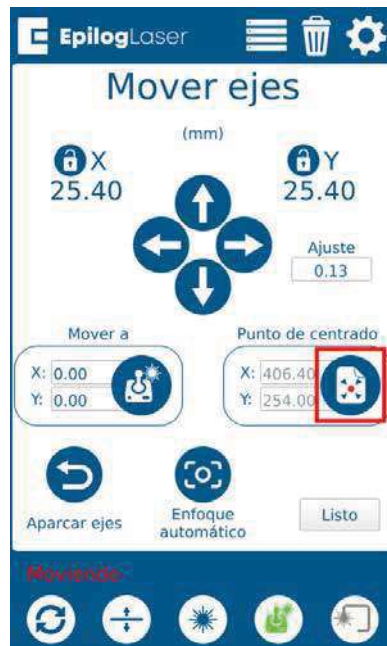 EpilogLaser
Mover ejes
(mm)
X
25.40
Y
25.40
Ajuste
0.13
Mover a
X: 0.00
Y: 0.00
Punto de centrado
X: 406.40
Y: 254.00
Aparcar ejes
Enfoque
automático
Listo
Moviendo